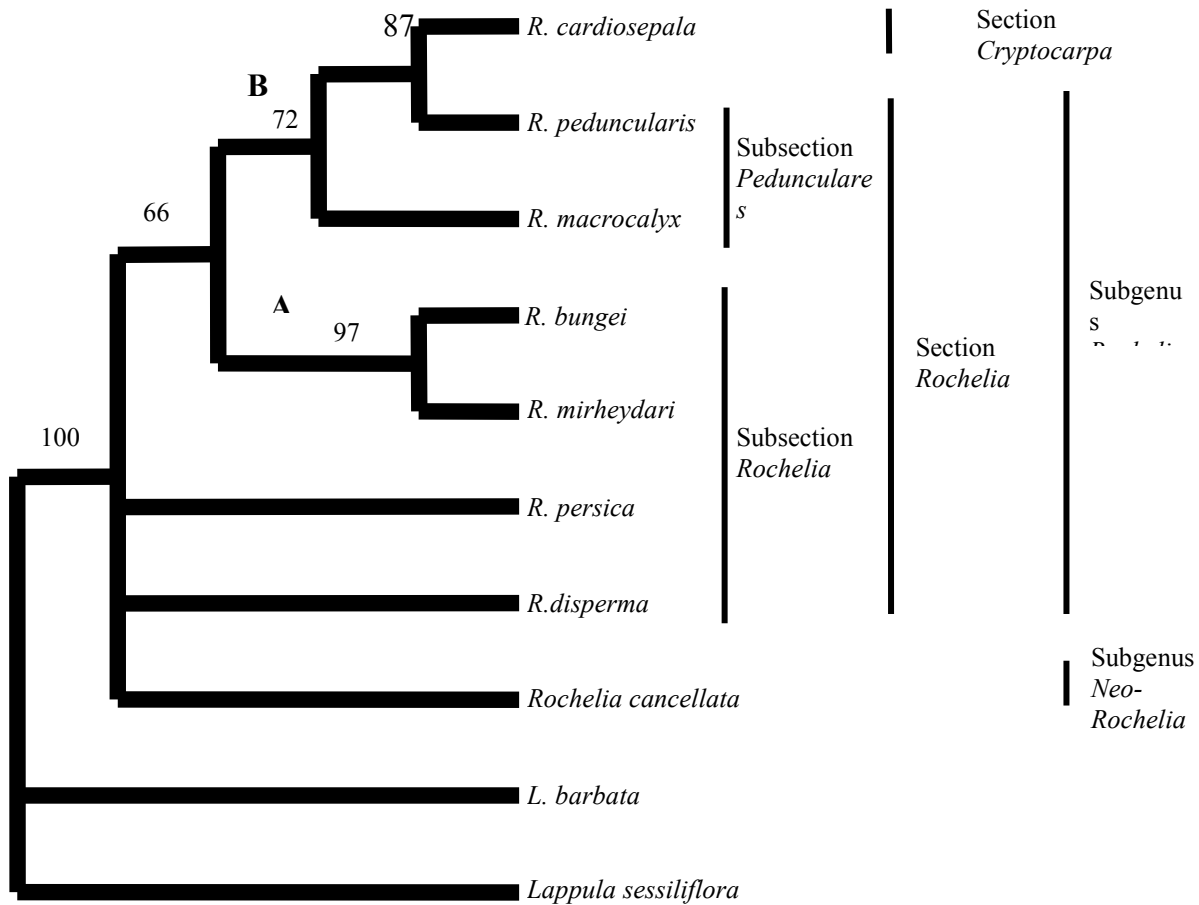 87
R. cardiosepala
Section
Cryptocarpa
B
72
R. peduncularis
Subsection
Pedunculare
s
66
R. macrocalyx
A
R. bungei
97
Subgenu
s
Section
Rochelia
R. mirheydari
100
Subsection
Rochelia
R. persica
R.disperma
Rochelia cancellata
Subgenus
Neo-
Rochelia
L. barbata
Lappula sessiliflora